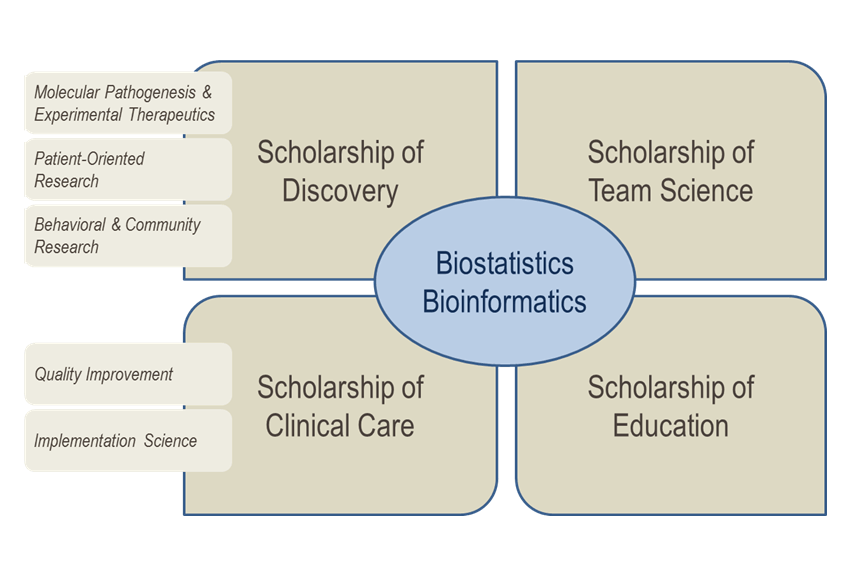 Molecular Pathogenesis &
Experimental Therapeutics
Patient-Oriented
Research
Behavioral & Community
Research
Scholarship of
Discovery
Scholarship of
Team Science
Biostatistics
Bioinformatics
Quality Improvement
Implementation Science
Scholarship of
Clinical Care
Scholarship of
Education